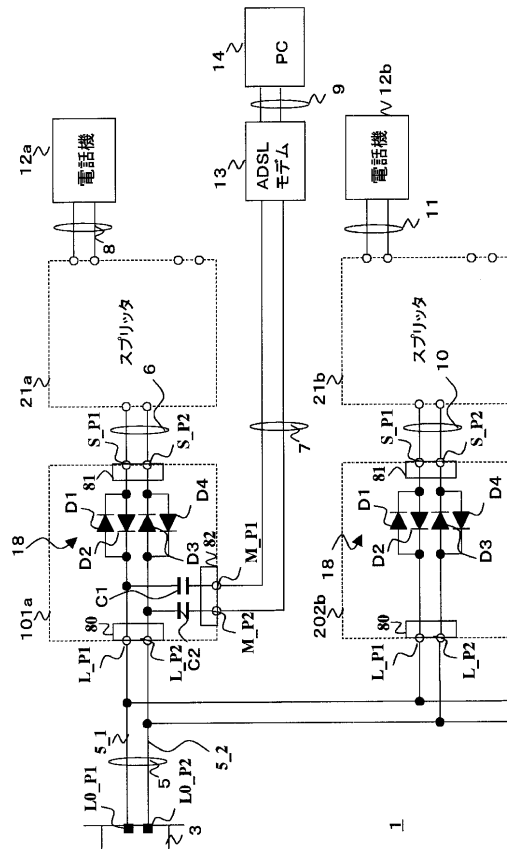 12a
電話機
8
14
PC
9
13
ADSL
モデム
12b
電話機
11
21a
スプリッタ
6
S_P1
S_P2
81
18
D1
D2
D3
D4
101a
80
C1
C2
82
M_P1
M_P2
7
L_P1
L_P2
21b
スプリッタ
10
S_P1
S_P2
81
18
D1
D2
D3
D4
202b
80
L_P1
L_P2
5_1
5_2
5
L0_P1
L0_P2
3
1